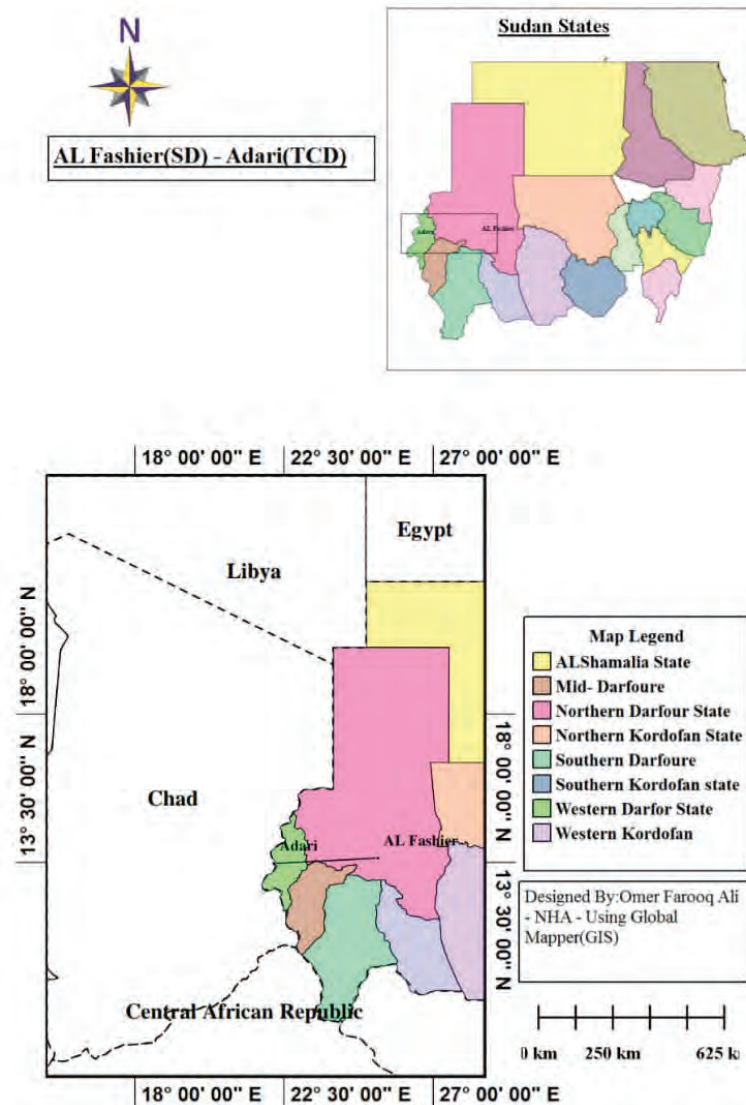 N
AL Fashier(SD) - Adari(TCD)
Sudan States
Adari
AL Fashier
18° 00' 00" E
22° 30' 00" E
27° 00' 00" E
Egypt
Libya
18° 00' 00" N
13° 30' 00" N
Chad
Adari
AL Fashier
Central African Republic
18° 00' 00" N
13° 30' 00" N
18° 00' 00" E
22° 30' 00" E
27° 00' 00" E
Map Legend
ALShamalia State
Mid- Darfoure
Northern Darfour State
Northern Kordofan State
Southern Darfoure
Southern Kordofan state
Western Darfor State
Western Kordofan
Designed By:Omer Farooq Ali
- NHA - Using Global
Mapper(GIS)
0 km
250 km
625 k